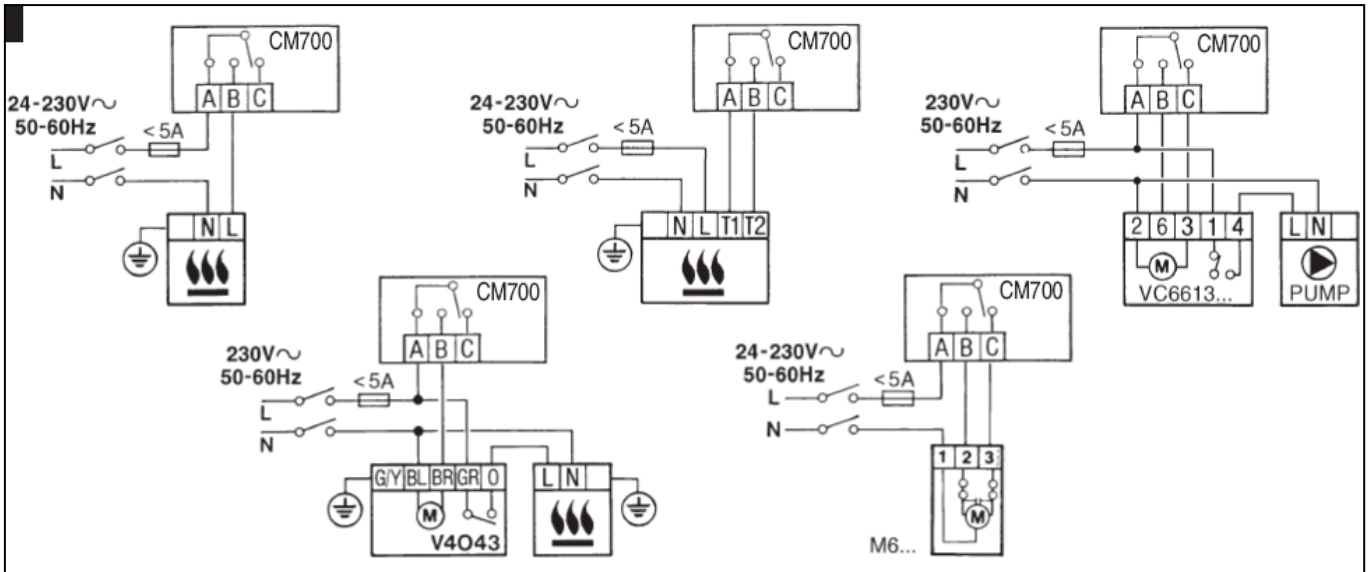 CM700
A B C
24-230V~
50-60Hz
<5A
L
N
N L
CM700
A B C
24-230V~
50-60Hz
<5A
L
N
N L T1 T2
CM700
A B C
230V~
50-60Hz
<5A
L
N
2 6 3 1 4
M
VC6613...
L N
PUMP
CM700
A B C
230V~
50-60Hz
<5A
L
N
G/Y BL BR GR O
M
V4O43
L N
CM700
A B C
24-230V~
50-60Hz
<5A
L
N
1 2 3
M
M6...